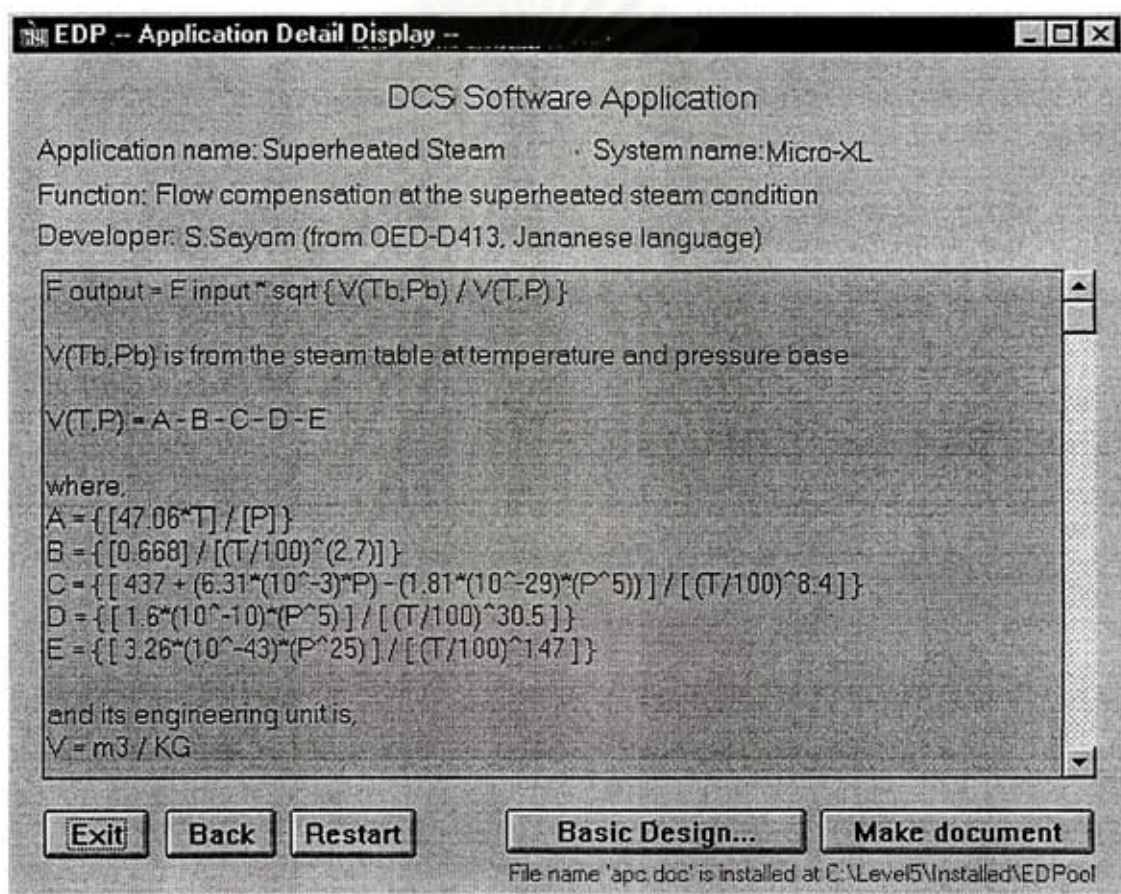 EDP -- Application Detail Display --
DCS Software Application
Application name: Superheated Steam System name: Micro-XL
Function: Flow compensation at the superheated steam condition
Developer: S.Sayom (from OED-D413, Jananese language)
F output = F input * sqrt { V(Tb,Pb) / V(T,P) }
V(Tb,Pb) is from the steam table at temperature and pressure base
V(T,P) = A - B - C - D - E
where,
A = { [47.06*T] / [P] }
B = { [0.668] / [(T/100)^(2.7)] }
C = { [ 437 + (6.31*(10^-3)*P) - (1.81*(10^-29)*(P^5)) ] / [ (T/100)^8.4 ] }
D = { [ 1.6*(10^-10)*(P^5) ] / [ (T/100)^30.5 ] }
E = { [ 3.26*(10^-43)*(P^25) ] / [ (T/100)^147 ] }
and its engineering unit is,
V = m3 / KG
Exit Back Restart Basic Design... Make document
File name 'apc.doc' is installed at C:\Level5\Installed\EDPool